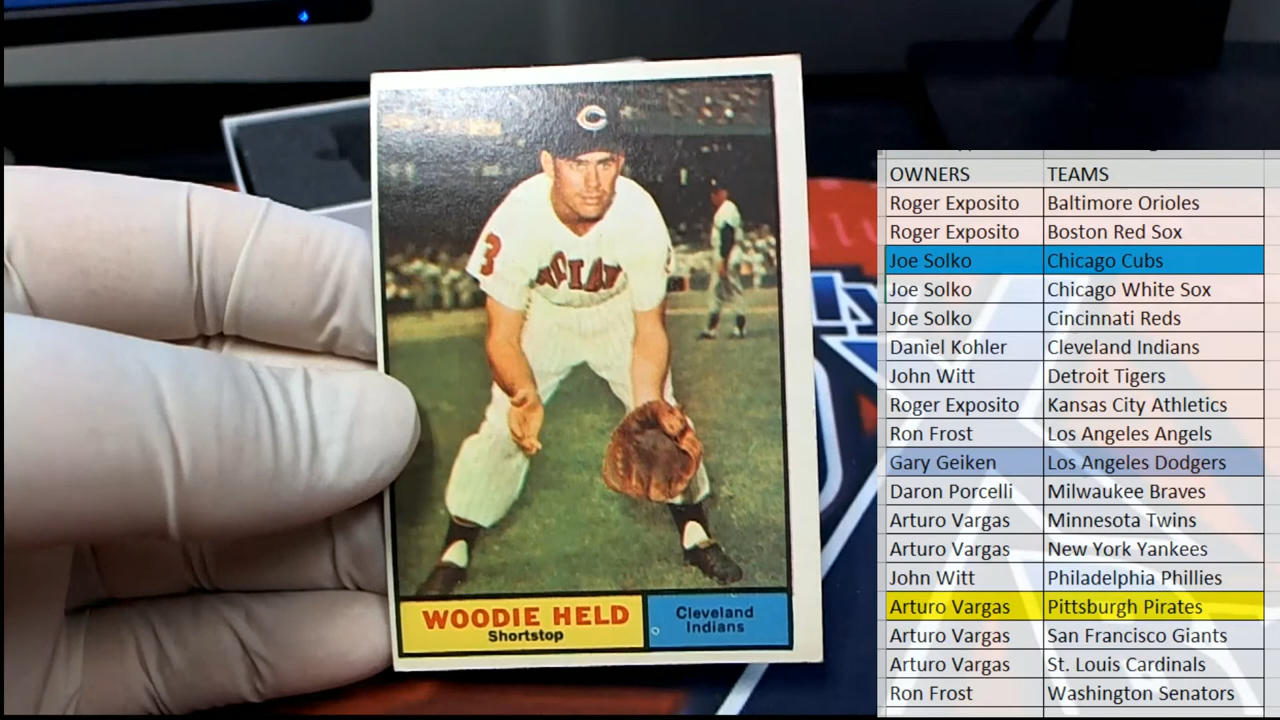 C
3
INDIAN
WOODIE HELD
Shortstop
Cleveland
Indians
OWNERS TEAMS
Roger Exposito Baltimore Orioles
Roger Exposito Boston Red Sox
Joe Solko Chicago Cubs
Joe Solko Chicago White Sox
Joe Solko Cincinnati Reds
Daniel Kohler Cleveland Indians
John Witt Detroit Tigers
Roger Exposito Kansas City Athletics
Ron Frost Los Angeles Angels
Gary Geiken Los Angeles Dodgers
Daron Porcelli Milwaukee Braves
Arturo Vargas Minnesota Twins
Arturo Vargas New York Yankees
John Witt Philadelphia Phillies
Arturo Vargas Pittsburgh Pirates
Arturo Vargas San Francisco Giants
Arturo Vargas St. Louis Cardinals
Ron Frost Washington Senators